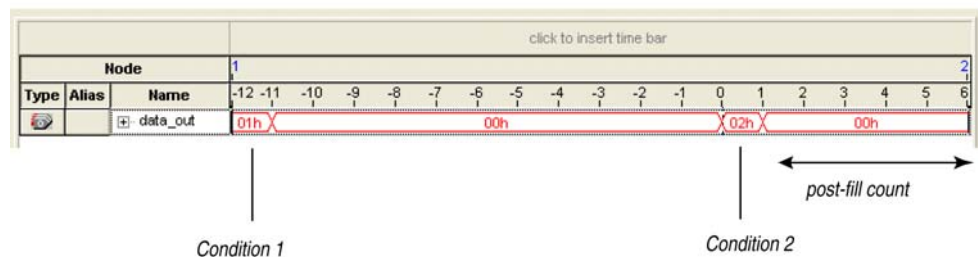 click to insert time bar
Node 1 2
Type Alias Name -12 -11 -10 -9 -8 -7 -6 -5 -4 -3 -2 -1 0 1 2 3 4 5 6
data_out 01h 00h 02h 00h
post-fill count
Condition 1 Condition 2